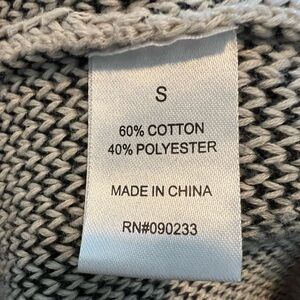 S
60% COTTON
40% POLYESTER
MADE IN CHINA
RN#090233